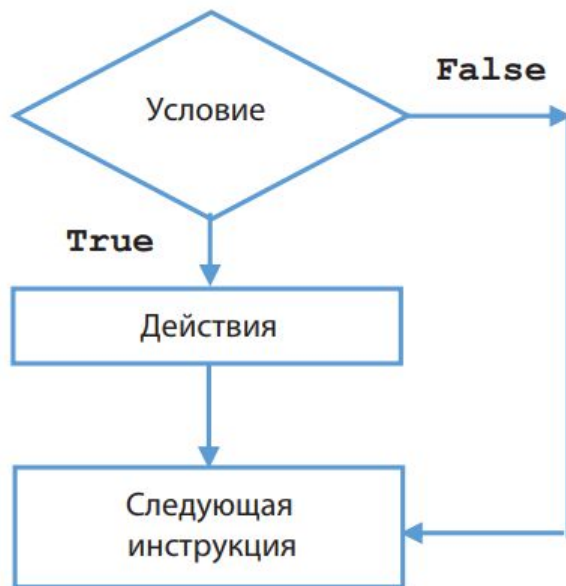 Условие
False
True
Действия
Следующая
инструкция